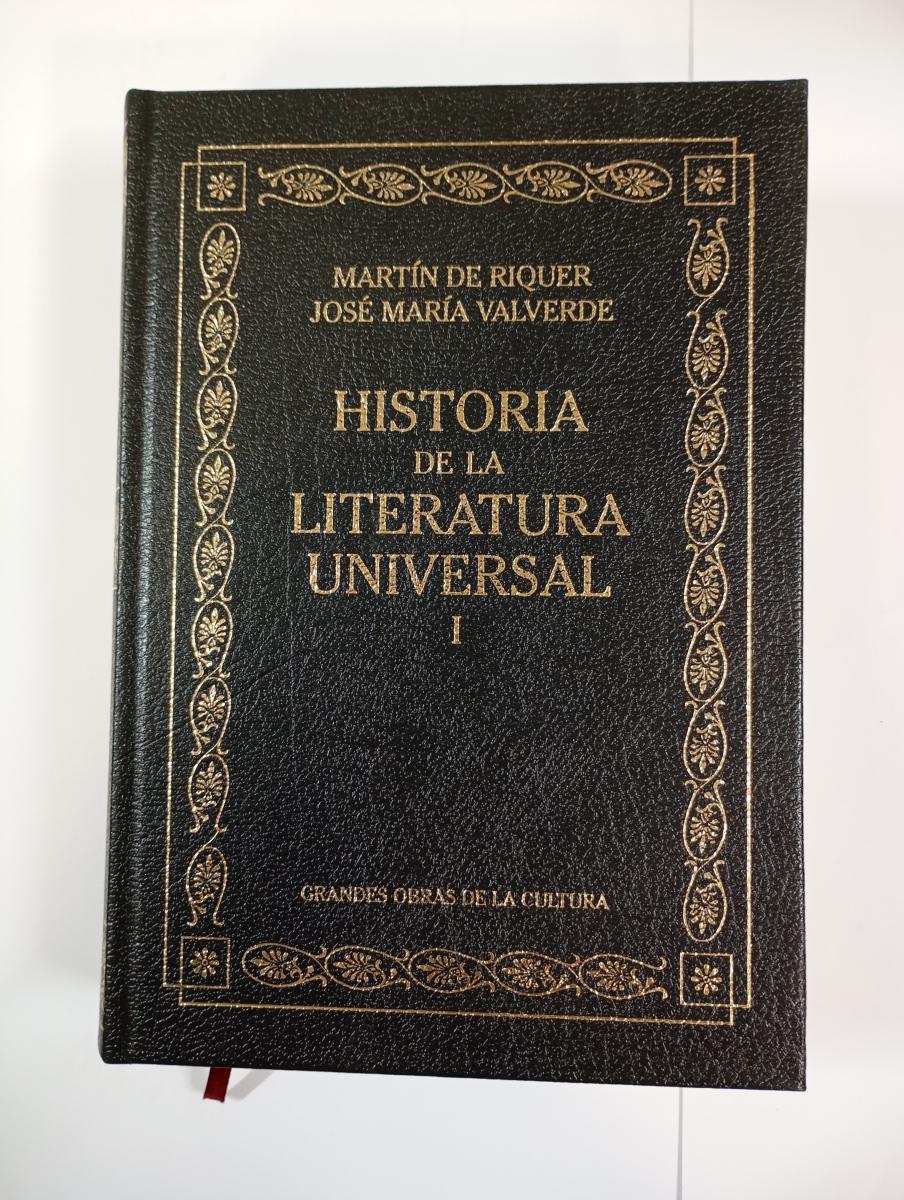 MARTÍN DE RIQUER
JOSÉ MARÍA VALVERDE
HISTORIA
DE LA
LITERATURA
UNIVERSAL
I
GRANDES OBRAS DE LA CULTURA